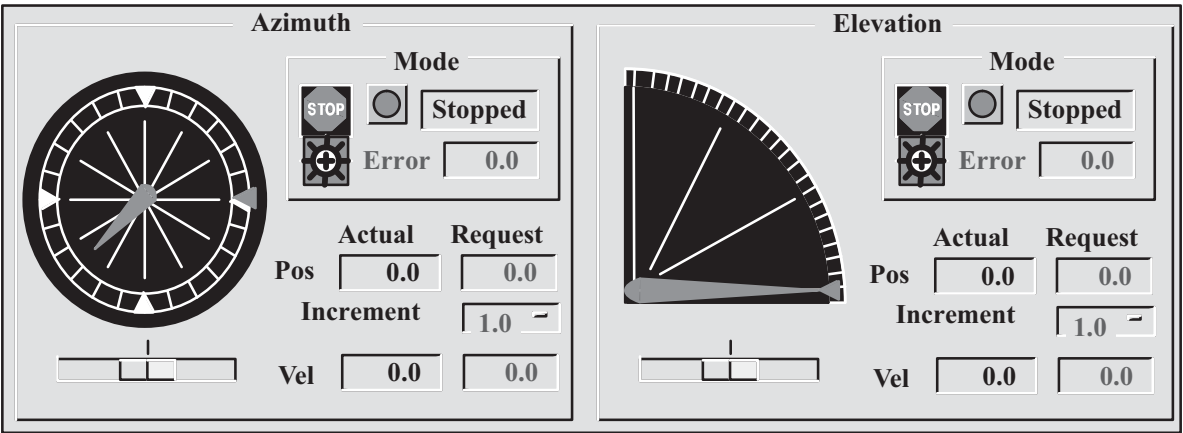 Azimuth
Mode
STOP
Stopped
Error 0.0
Actual Request
Pos 0.0 0.0
Increment 1.0
Vel 0.0 0.0
Elevation
Mode
STOP
Stopped
Error 0.0
Actual Request
Pos 0.0 0.0
Increment 1.0
Vel 0.0 0.0